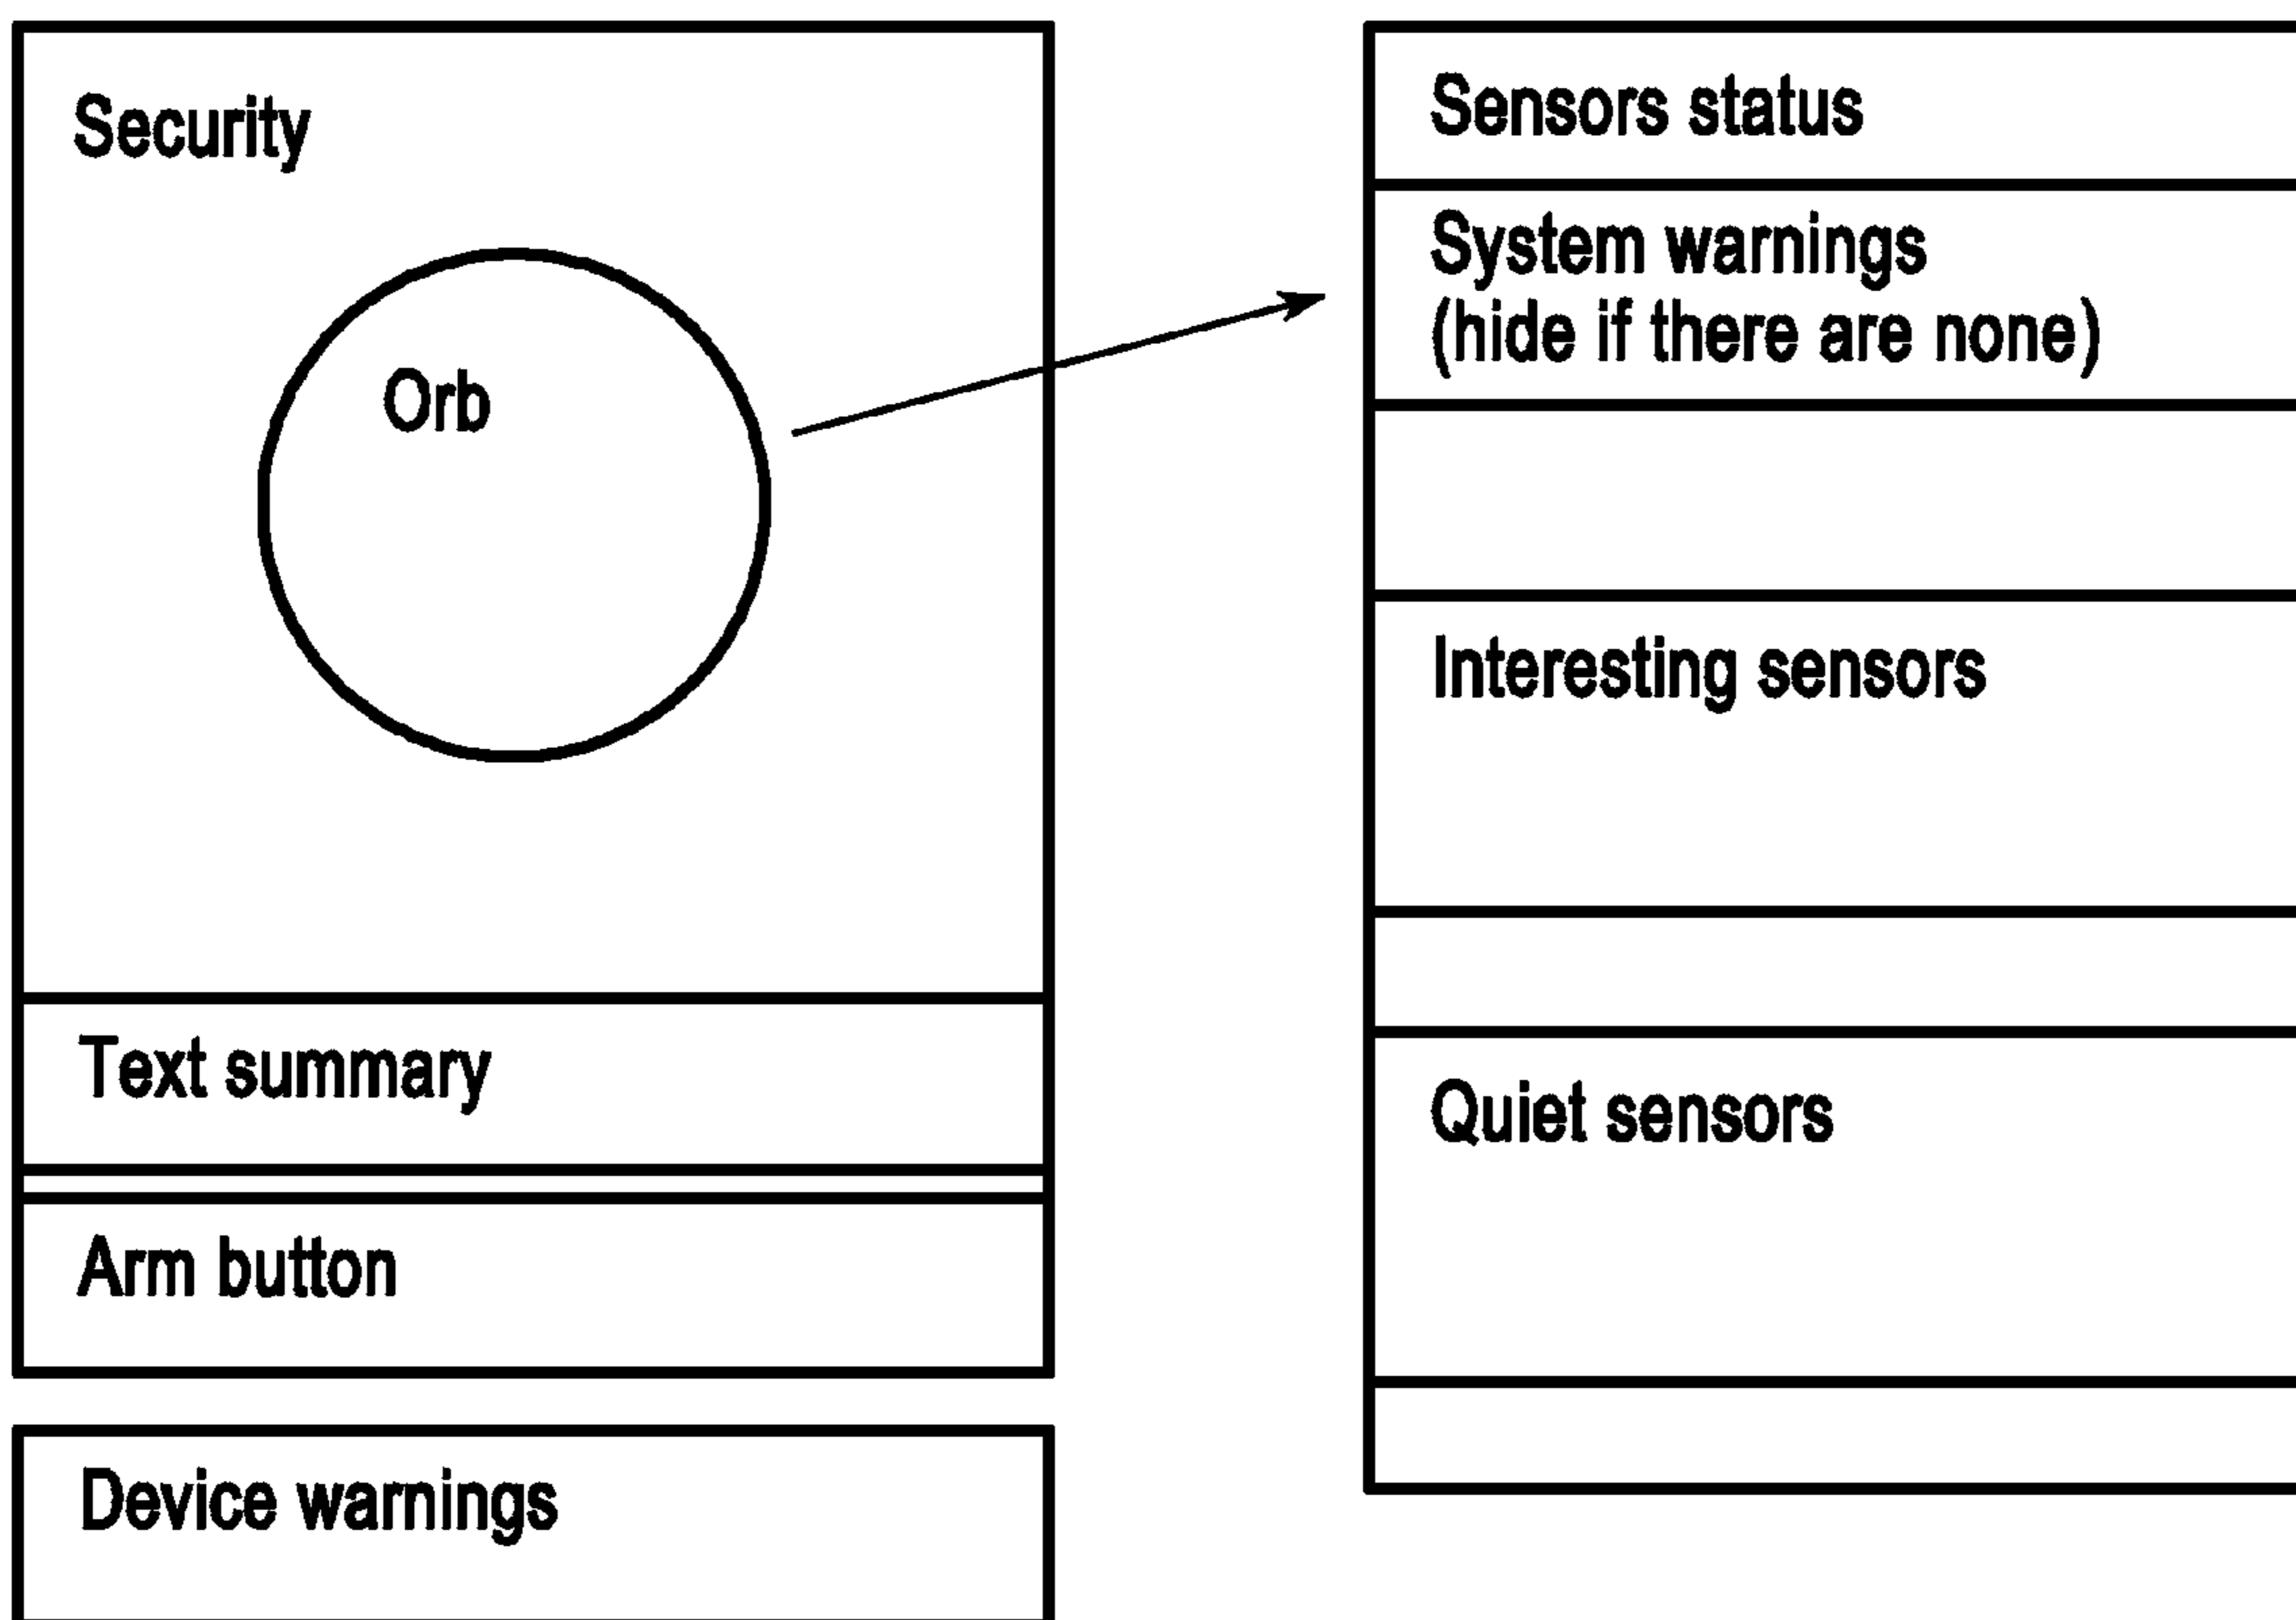 Security
Orb
Text summary
Arm button
Device warnings
Sensors status
System warnings
(hide if there are none)
Interesting sensors
Quiet sensors